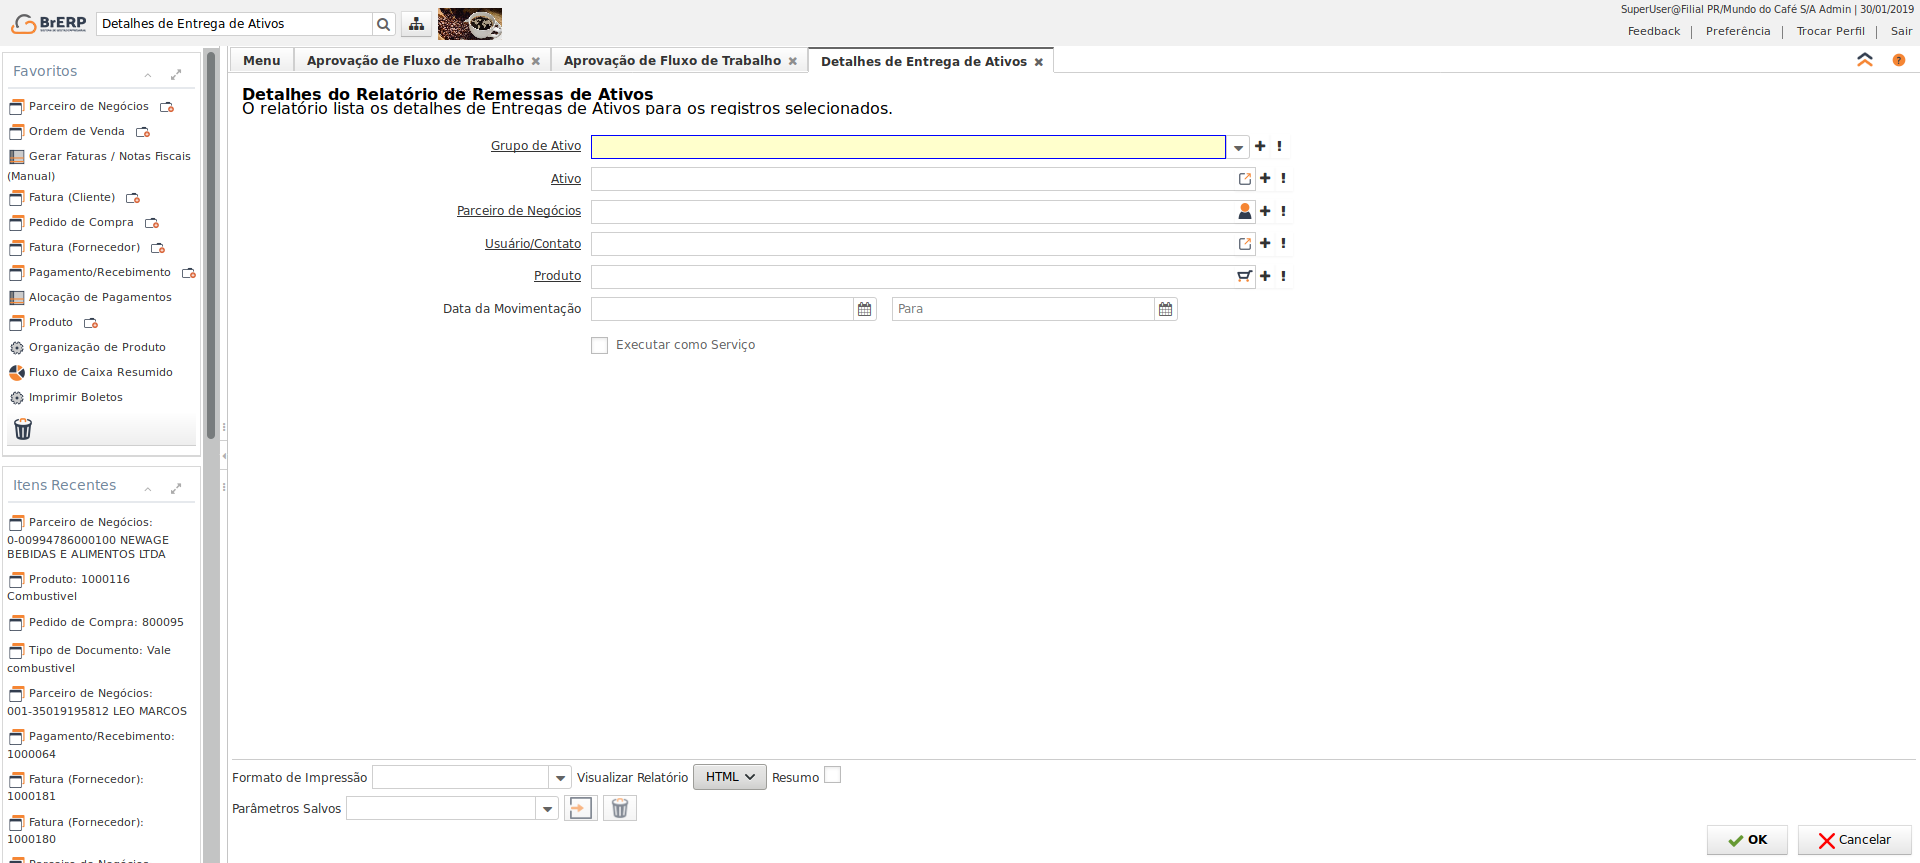 BrERP
Detalhes de Entrega de Ativos
SuperUser@Filial PR/Mundo do Café S/A Admin | 30/01/2019
Feedback | Preferência | Trocar Perfil | Sair
Favoritos
Parceiro de Negócios
Ordem de Venda
Gerar Faturas / Notas Fiscais
(Manual)
Fatura (Cliente)
Pedido de Compra
Fatura (Fornecedor)
Pagamento/Recebimento
Alocação de Pagamentos
Produto
Organização de Produto
Fluxo de Caixa Resumido
Imprimir Boletos
Itens Recentes
Parceiro de Negócios:
0-00994786000100 NEWAGE
BEBIDAS E ALIMENTOS LTDA
Produto: 1000116
Combustivel
Pedido de Compra: 800095
Tipo de Documento: Vale
combustivel
Parceiro de Negócios:
001-35019195812 LEO MARCOS
Pagamento/Recebimento:
1000064
Fatura (Fornecedor):
1000181
Fatura (Fornecedor):
1000180
Parceiro de Negócios
Menu
Aprovação de Fluxo de Trabalho
Aprovação de Fluxo de Trabalho
Detalhes de Entrega de Ativos
Detalhes do Relatório de Remessas de Ativos
O relatório lista os detalhes de Entregas de Ativos para os registros selecionados.
Grupo de Ativo
Ativo
Parceiro de Negócios
Usuário/Contato
Produto
Data da Movimentação
Para
Executar como Serviço
Formato de Impressão
Visualizar Relatório
HTML
Resumo
Parâmetros Salvos
OK
Cancelar